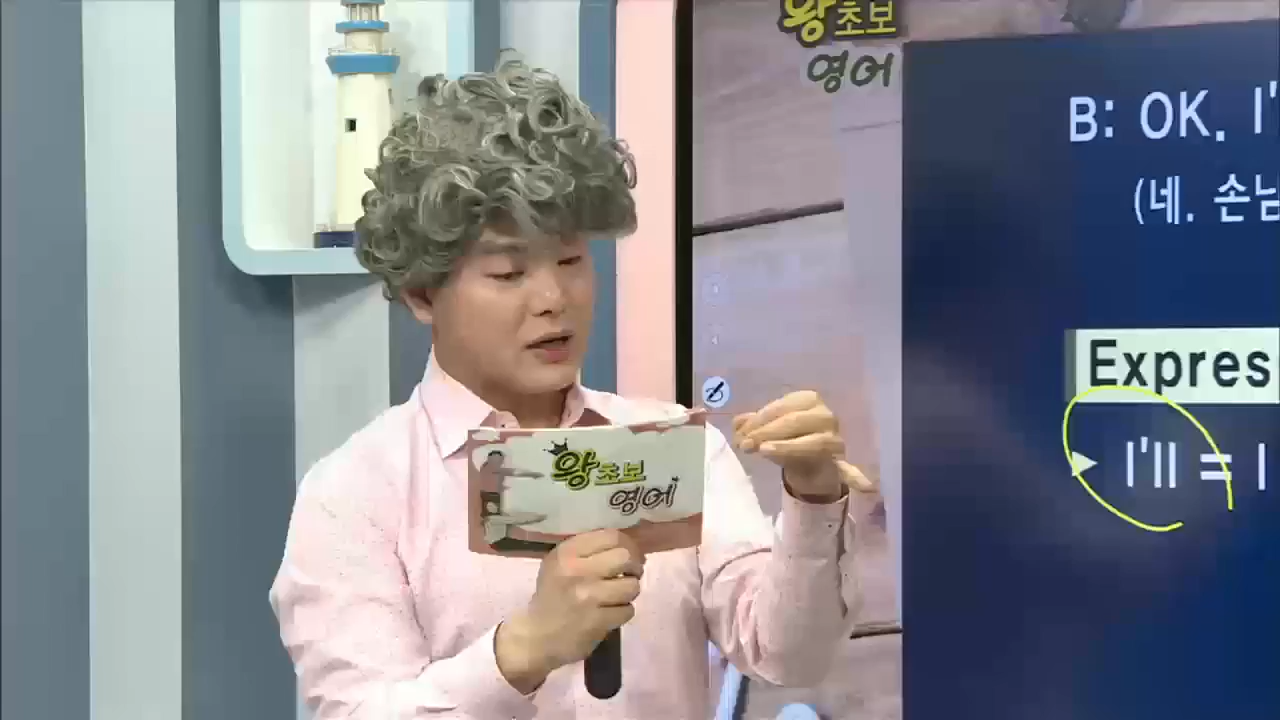 왕초보
영어
B: OK. I'
(네. 손님
Expres
▶ I'll = I
왕초보
영어